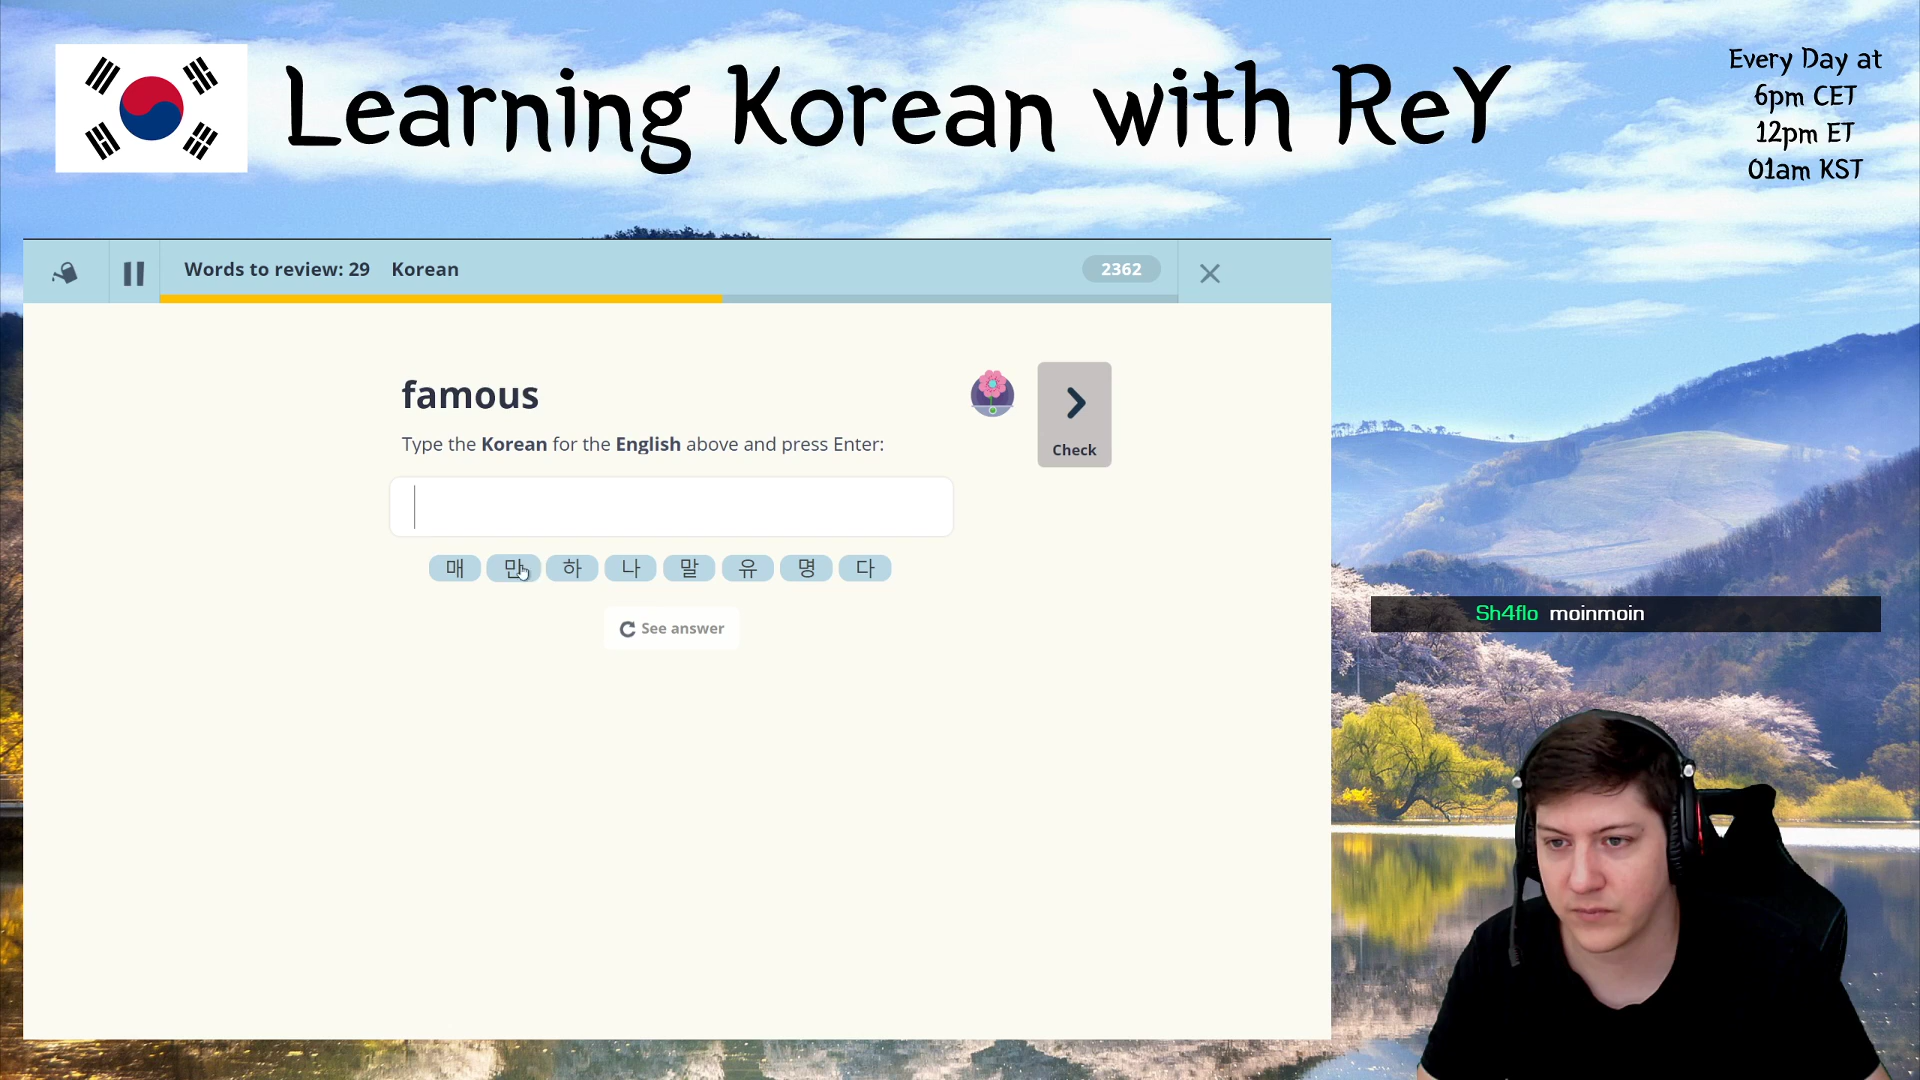 Learning Korean with ReY
Every Day at
6pm CET
12pm ET
01am KST
Words to review: 29 Korean
2362
famous
Type the Korean for the English above and press Enter:
Check
매 만 하 나 말 유 명 다
See answer
Sh4flo moinmoin